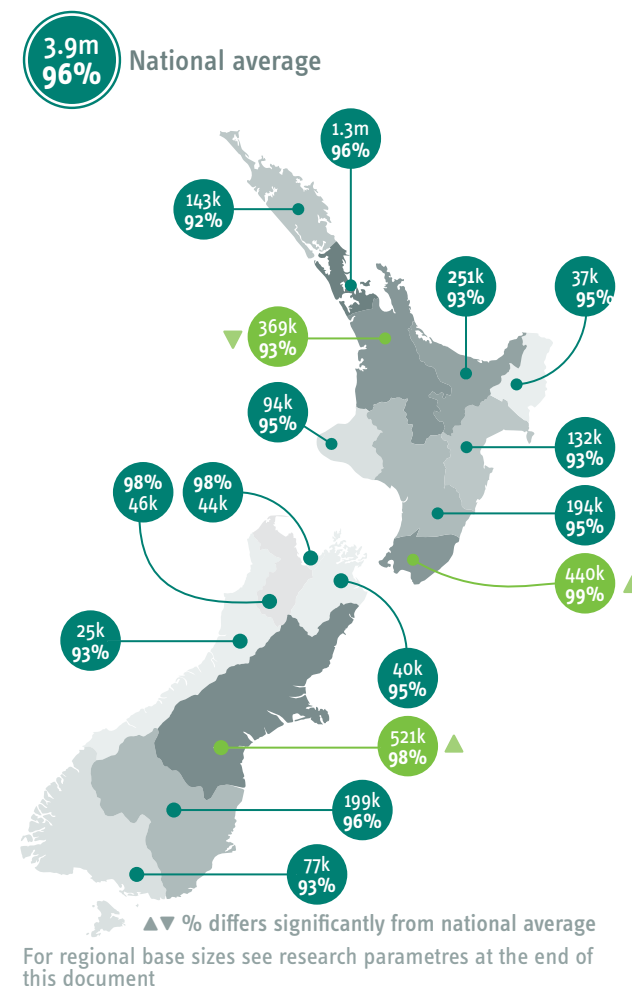 3.9m
96%
National average
1.3m
96%
143k
92%
251k
93%
37k
95%
369k
93%
94k
95%
132k
93%
98%
46k
98%
44k
194k
95%
440k
99%
25k
93%
40k
95%
521k
98%
199k
96%
77k
93%
▲▼ % differs significantly from national average
For regional base sizes see research parametres at the end of
this document